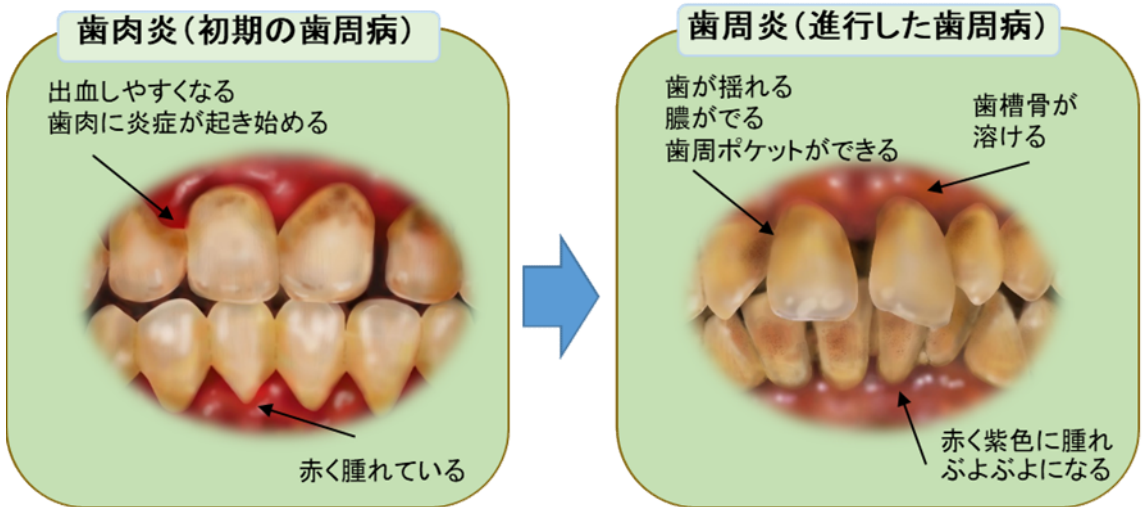 歯肉炎（初期の歯周病）
出血しやすくなる
歯肉に炎症が起き始める
赤く腫れている
歯周炎（進行した歯周病）
歯が揺れる
膿がでる
歯周ポケットができる
歯槽骨が
溶ける
赤く紫色に腫れ
ぶよぶよになる